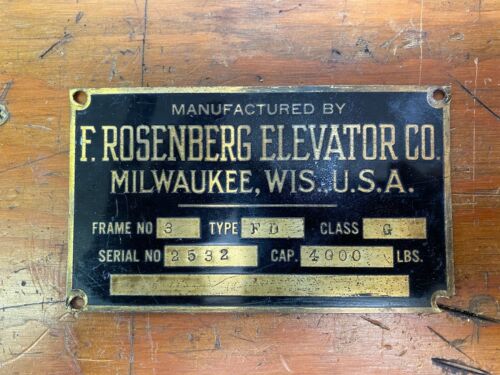 MANUFACTURED BY
F. ROSENBERG ELEVATOR CO.
MILWAUKEE, WIS., U.S.A.
FRAME NO 3 TYPE FD CLASS G
SERIAL NO 2532 CAP. 4000 LBS.